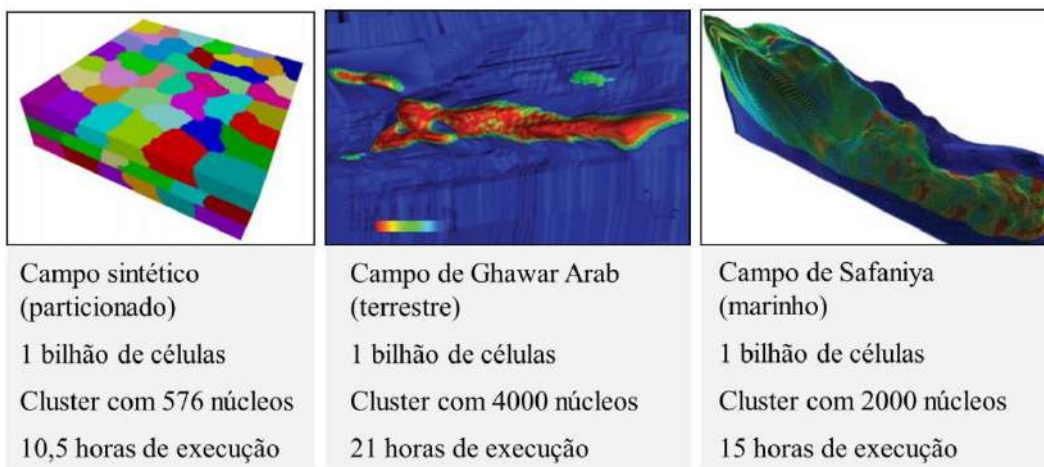 Campo sintético
(particionado)
1 bilhão de células
Cluster com 576 núcleos
10,5 horas de execução
Campo de Ghawar Arab
(terrestre)
1 bilhão de células
Cluster com 4000 núcleos
21 horas de execução
Campo de Safaniya
(marinho)
1 bilhão de células
Cluster com 2000 núcleos
15 horas de execução